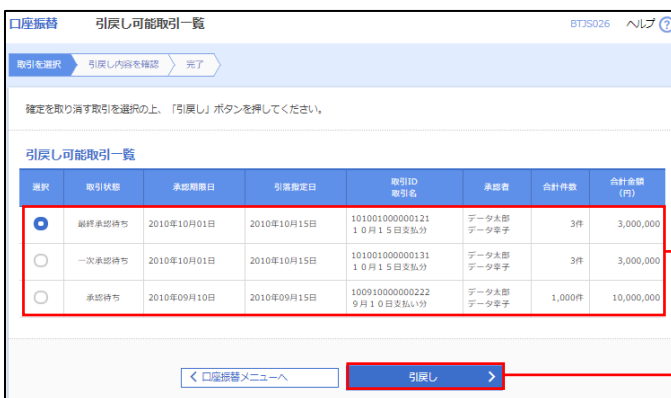 口座振替 引戻し可能取引一覧 BTJS026 ヘルプ ?
取引を選択 引戻し内容を確認 完了
確定を取り消す取引を選択の上、「引戻し」ボタンを押してください。
引戻し可能取引一覧
選択 取引状態 承認期限日 引落指定日 取引ID 承認者 合計件数 合計金額
取引名 (円)
最終承認待ち 2010年10月01日 2010年10月15日 101001000000121 データ太郎 3件 3,000,000
10月15日支払分 データ幸子
一次承認待ち 2010年10月01日 2010年10月15日 101001000000131 データ太郎 3件 3,000,000
10月15日支払分 データ幸子
承認待ち 2010年09月10日 2010年09月15日 100910000000222 データ太郎 1,000件 10,000,000
9月10日支払い分 データ幸子
口座振替メニューへ 引戻し